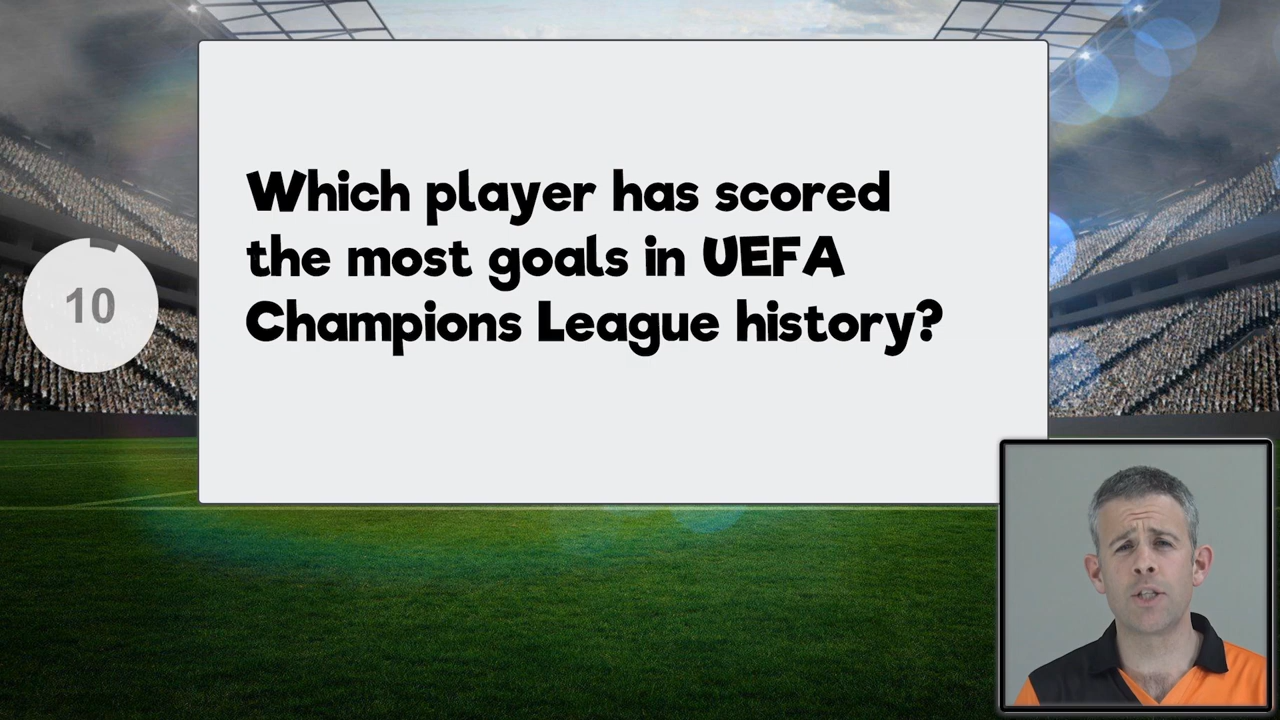 10
Which player has scored
the most goals in UEFA
Champions League history?